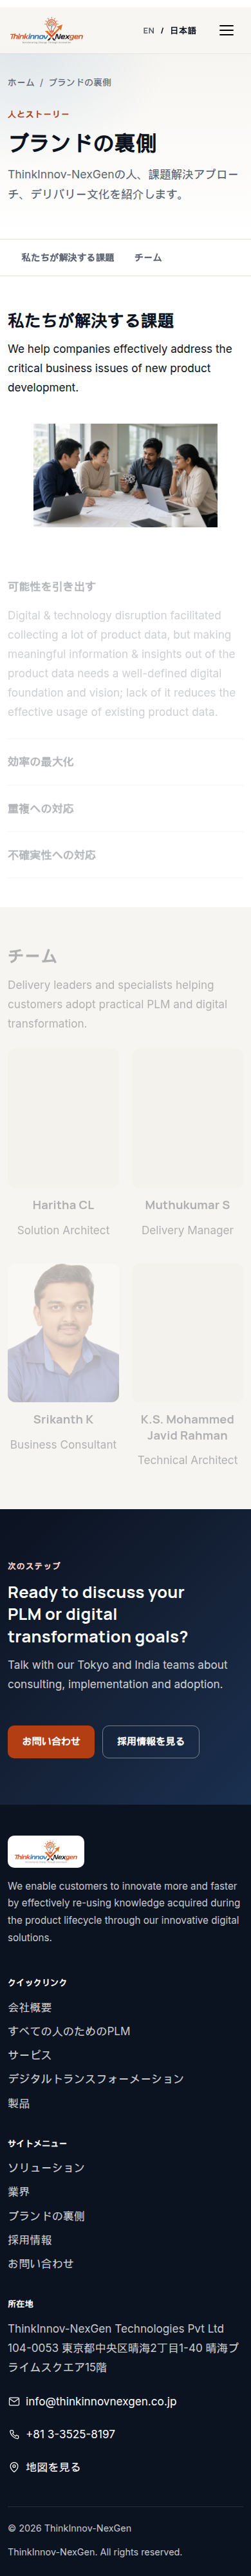 ThinkInnovXNexgen
EN / 日本語
ホーム / ブランドの裏側
人とストーリー
ブランドの裏側
ThinkInnov-NexGenの人、課題解決アプロー
チ、デリバリー文化を紹介します。
私たちが解決する課題 チーム
私たちが解決する課題
We help companies effectively address the
critical business issues of new product
development.
可能性を引き出す
Digital & technology disruption facilitated
collecting a lot of product data, but making
meaningful information & insights out of the
product data needs a well-defined digital
foundation and vision; lack of it reduces the
effective usage of existing product data.
効率の最大化
重複への対応
不確実性への対応
チーム
Delivery leaders and specialists helping
customers adopt practical PLM and digital
transformation.
Haritha CL
Solution Architect
Muthukumar S
Delivery Manager
Srikanth K
Business Consultant
K.S. Mohammed
Javid Rahman
Technical Architect
次のステップ
Ready to discuss your
PLM or digital
transformation goals?
Talk with our Tokyo and India teams about
consulting, implementation and adoption.
お問い合わせ 採用情報を見る
ThinkInnovXNexgen
We enable customers to innovate more and faster
by effectively re-using knowledge acquired during
the product lifecycle through our innovative digital
solutions.
クイックリンク
会社概要
すべての人のためのPLM
サービス
デジタルトランスフォーメーション
製品
サイトメニュー
ソリューション
業界
ブランドの裏側
採用情報
お問い合わせ
所在地
ThinkInnov-NexGen Technologies Pvt Ltd
104-0053 東京都中央区晴海2丁目1-40 晴海プ
ライムスクエア15階
info@thinkinnovnexgen.co.jp
+81 3-3525-8197
地図を見る
© 2026 ThinkInnov-NexGen
ThinkInnov-NexGen. All rights reserved.